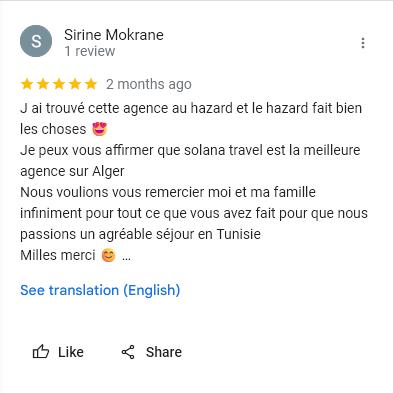 S
Sirine Mokrane
1 review
2 months ago
J ai trouvé cette agence au hazard et le hazard fait bien
les choses 😍
Je peux vous affirmer que solana travel est la meilleure
agence sur Alger
Nous voulions vous remercier moi et ma famille
infiniment pour tout ce que vous avez fait pour que nous
passions un agréable séjour en Tunisie
Milles merci 😊 ...
See translation (English)
Like
Share